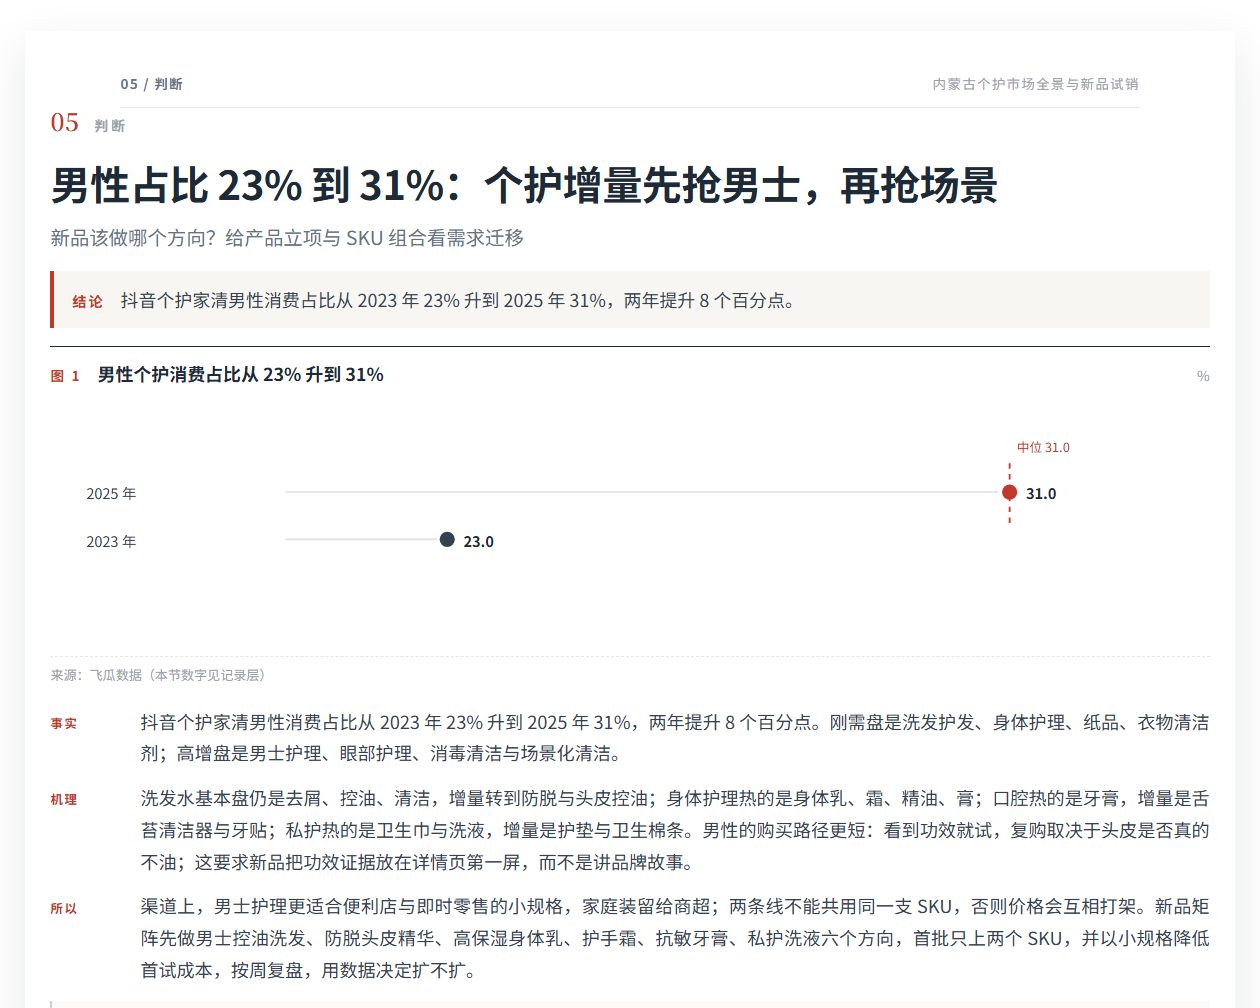 05 / 判断
内蒙古个护市场全景与新品试销
05 判断
男性占比 23% 到 31%：个护增量先抢男士，再抢场景
新品该做哪个方向？给产品立项与 SKU 组合看需求迁移
结论 抖音个护家清男性消费占比从 2023 年 23% 升到 2025 年 31%，两年提升 8 个百分点。
图 1 男性个护消费占比从 23% 升到 31%
%
中位 31.0
2025 年
31.0
2023 年
23.0
来源：飞瓜数据（本节数字见记录层）
事实
抖音个护家清男性消费占比从 2023 年 23% 升到 2025 年 31%，两年提升 8 个百分点。刚需盘是洗发护发、身体护理、纸品、衣物清洁
剂；高增盘是男士护理、眼部护理、消毒清洁与场景化清洁。
机理
洗发水基本盘仍是去屑、控油、清洁，增量转到防脱与头皮控油；身体护理热的是身体乳、霜、精油、膏；口腔热的是牙膏，增量是舌
苔清洁器与牙贴；私护热的是卫生巾与洗液，增量是护垫与卫生棉条。男性的购买路径更短：看到功效就试，复购取决于头皮是否真的
不油；这要求新品把功效证据放在详情页第一屏，而不是讲品牌故事。
所以
渠道上，男士护理更适合便利店与即时零售的小规格，家庭装留给商超；两条线不能共用同一支 SKU，否则价格会互相打架。新品矩
阵先做男士控油洗发、防脱头皮精华、高保湿身体乳、护手霜、抗敏牙膏、私护洗液六个方向，首批只上两个 SKU，并以小规格降低
首试成本，按周复盘，用数据决定扩不扩。